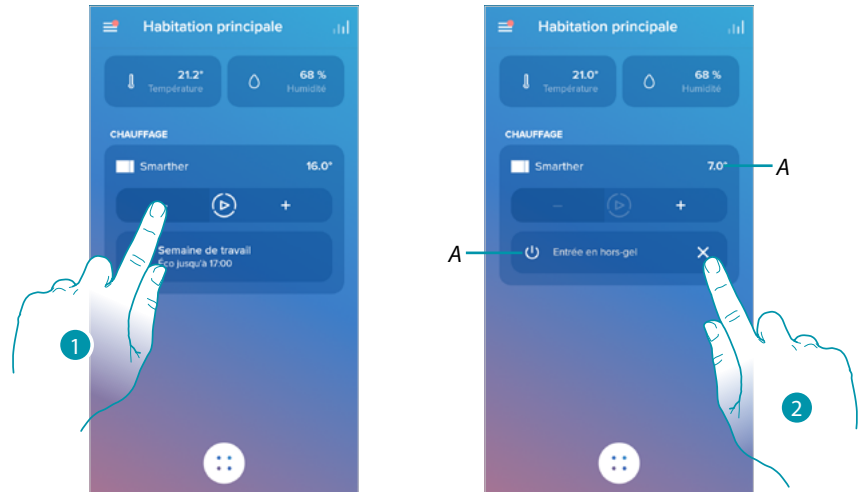 Habitation principale
21.2°
Température
68 %
Humidité
CHAUFFAGE
Smarther
16.0°
+
Semaine de travail
Éco jusqu'à 17:00
1
Habitation principale
21.0°
Température
68 %
Humidité
CHAUFFAGE
Smarther
7.0°
A
− +
A
Entrée en hors-gel
2